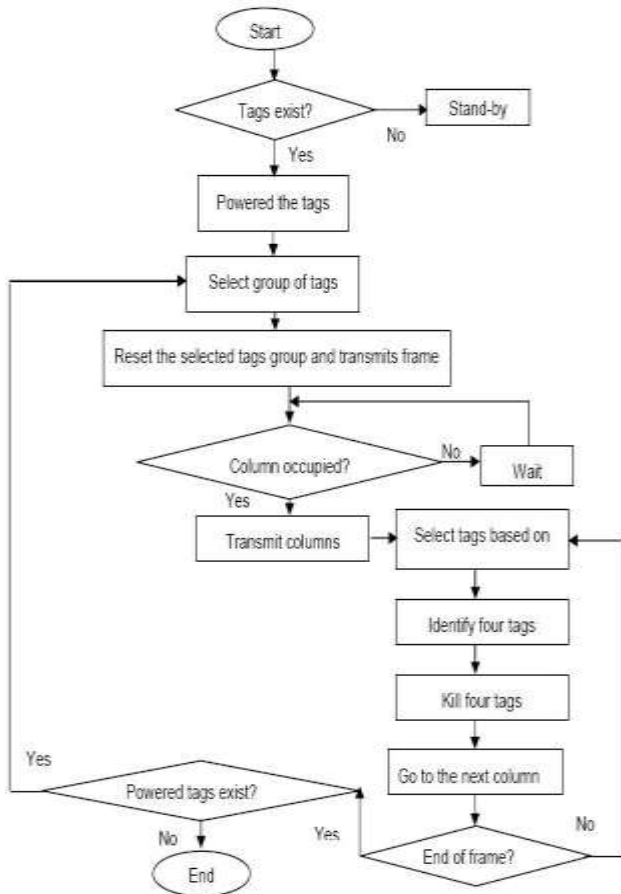 Start
Tags exist?
Stand-by
No
Yes
Powered the tags
Select group of tags
Reset the selected tags group and transmits frame
Column occupied?
No
Wait
Yes
Transmit columns
Select tags based on
Identify four tags
Kill four tags
Go to the next column
Yes
Powered tags exist?
No
Yes
End of frame?
No
End